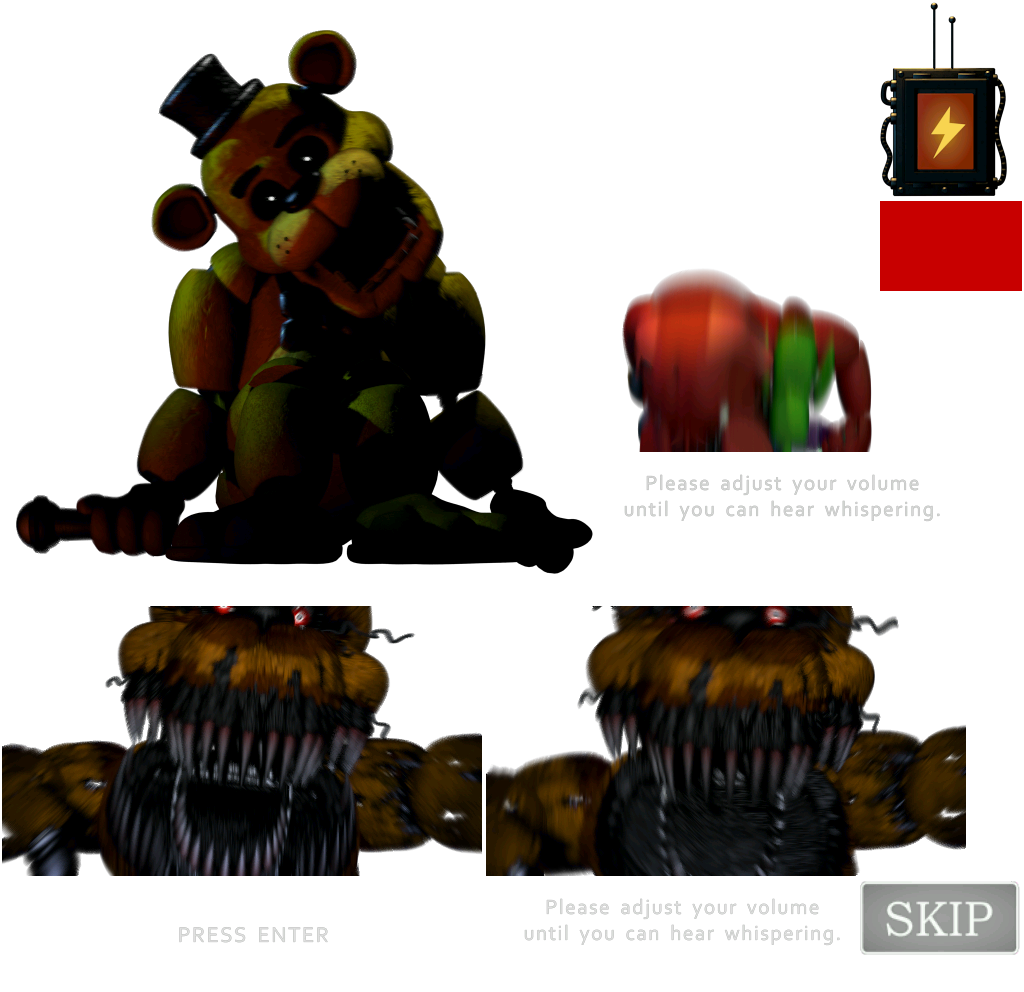 Please adjust your volume
until you can hear whispering.
PRESS ENTER
Please adjust your volume
until you can hear whispering.
SKIP